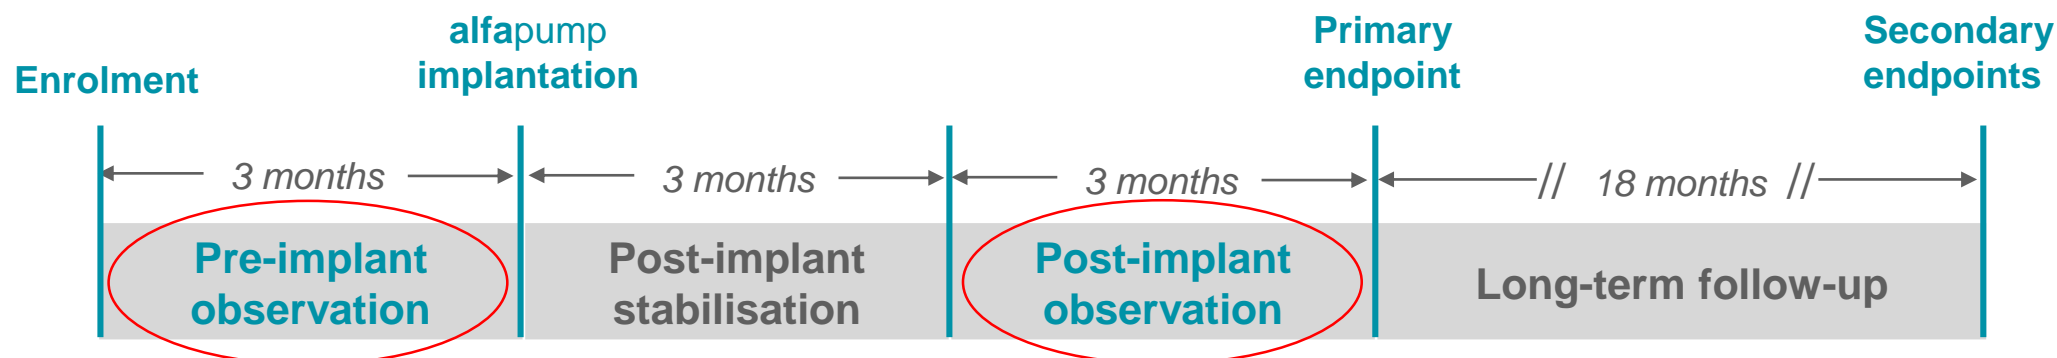 Enrolment
alfapump
implantation
Primary
endpoint
Secondary
endpoints
3 months
3 months
3 months
// 18 months //
Pre-implant
observation
Post-implant
stabilisation
Post-implant
observation
Long-term follow-up